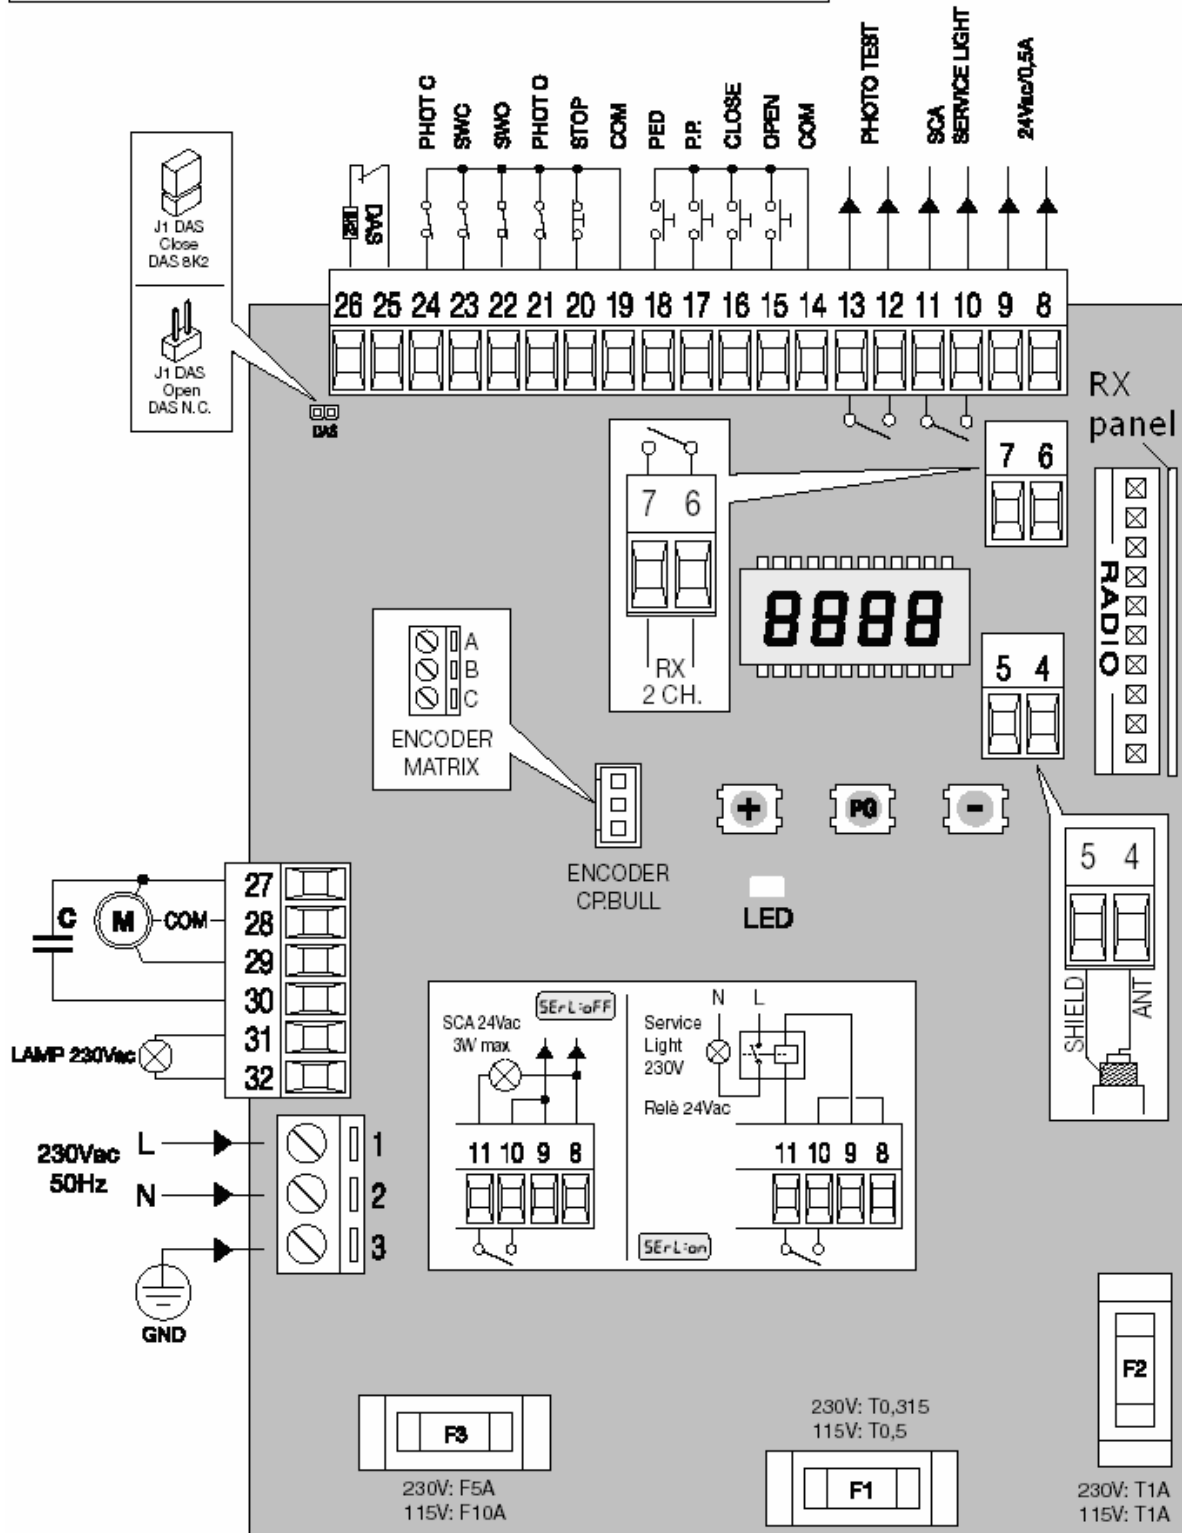 PHOT C
SWC
SWO
PHOT O
STOP
COM
PED
P.P.
CLOSE
OPEN
COM
PHOTO TEST
SCA
SERVICE LIGHT
24Vac/0,5A
J1 DAS
Close
DAS 8K2
J1 DAS
Open
DAS N.C.
8K2
DAS
26 25 24 23 22 21 20 19 18 17 16 15 14 13 12 11 10 9 8
DAS
RX
panel
7 6
7 6
RX
2 CH.
RADIO
8888
A
B
C
ENCODER
MATRIX
5 4
+
PG
-
ENCODER
CP.BULL
LED
5 4
SHIELD
ANT
27
28
29
30
31
32
C
M
COM
LAMP 230Vac
SErL:oFF
SCA 24Vac
3W max
11 10 9 8
N L
Service
Light
230V
Relè 24Vac
11 10 9 8
SErL:on
230Vac
50Hz
L
N
1
2
3
GND
F3
230V: F5A
115V: F10A
230V: T0,315
115V: T0,5
F1
F2
230V: T1A
115V: T1A